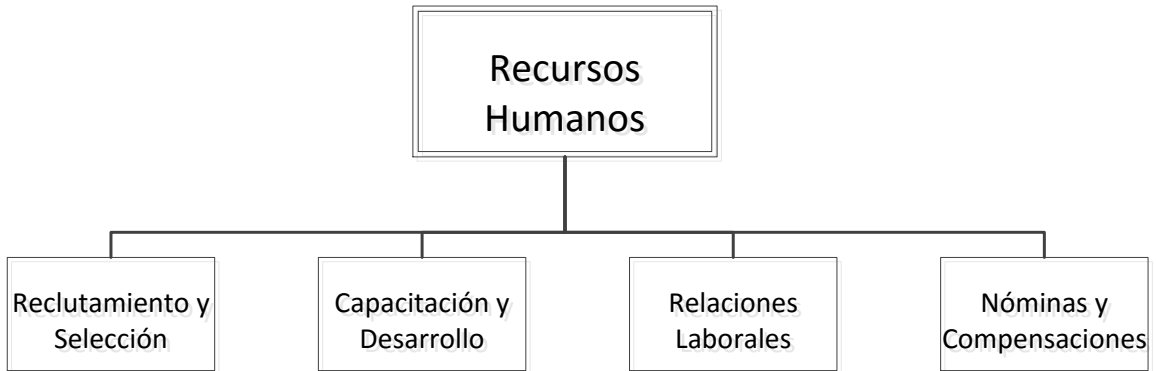 Recursos
Humanos
Reclutamiento y
Selección
Capacitación y
Desarrollo
Relaciones
Laborales
Nóminas y
Compensaciones